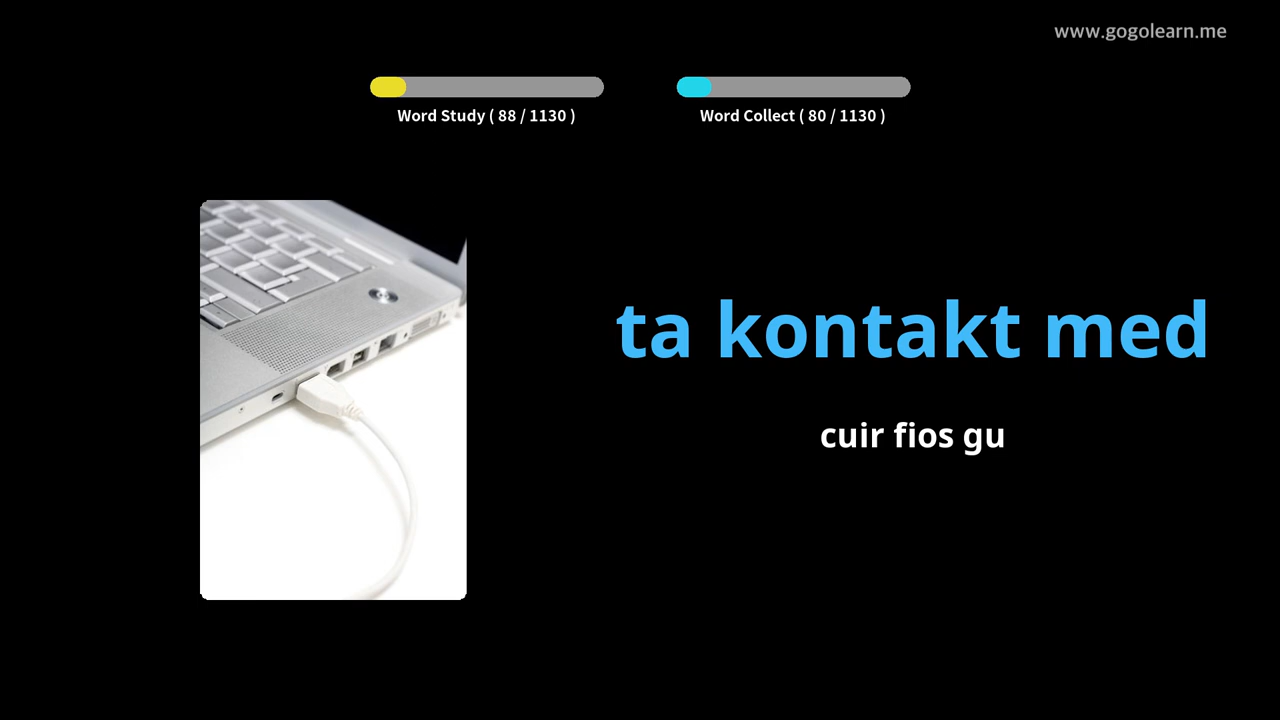 www.gogolearn.me
Word Study ( 88 / 1130 )
Word Collect ( 80 / 1130 )
ta kontakt med
cuir fios gu